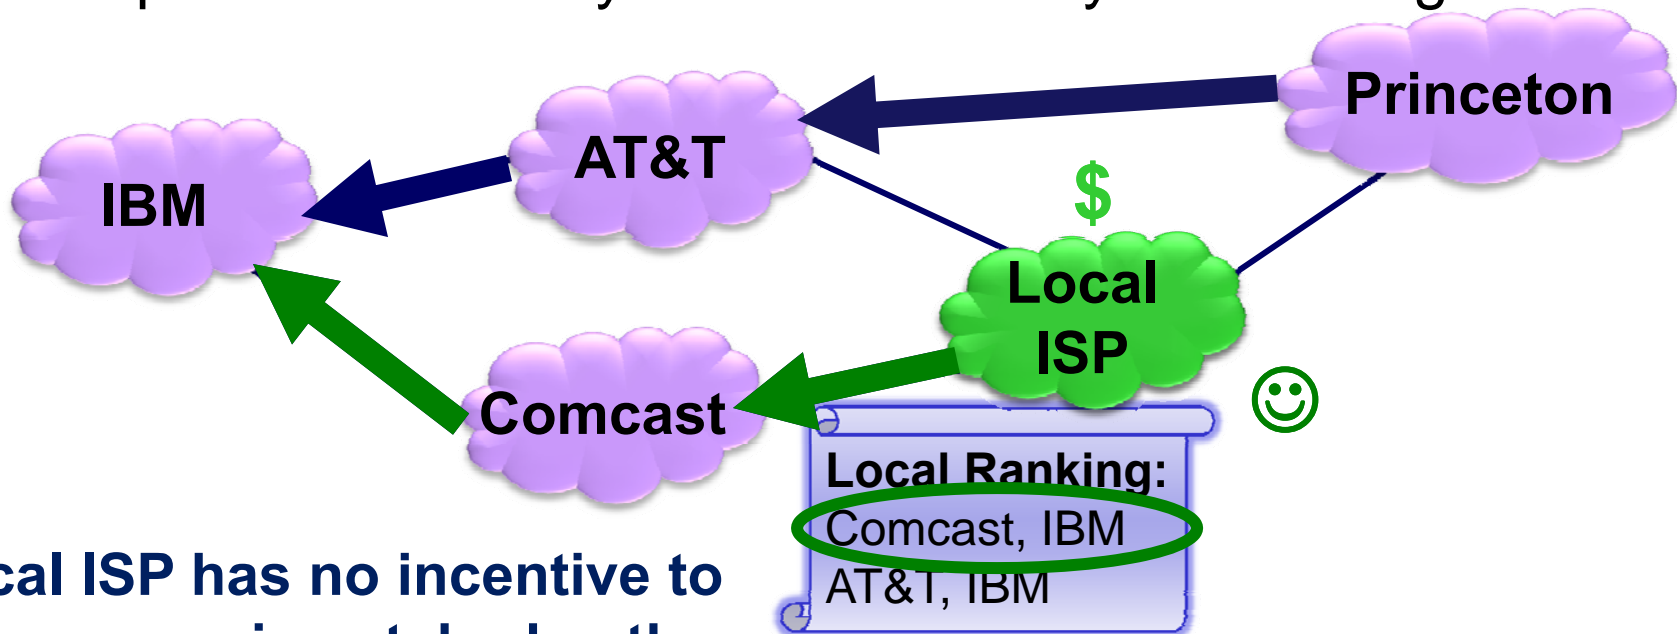 Princeton
AT&T
IBM
$
Local
ISP
Comcast
Local Ranking:
Comcast, IBM
AT&T, IBM
cal ISP has no incentive to